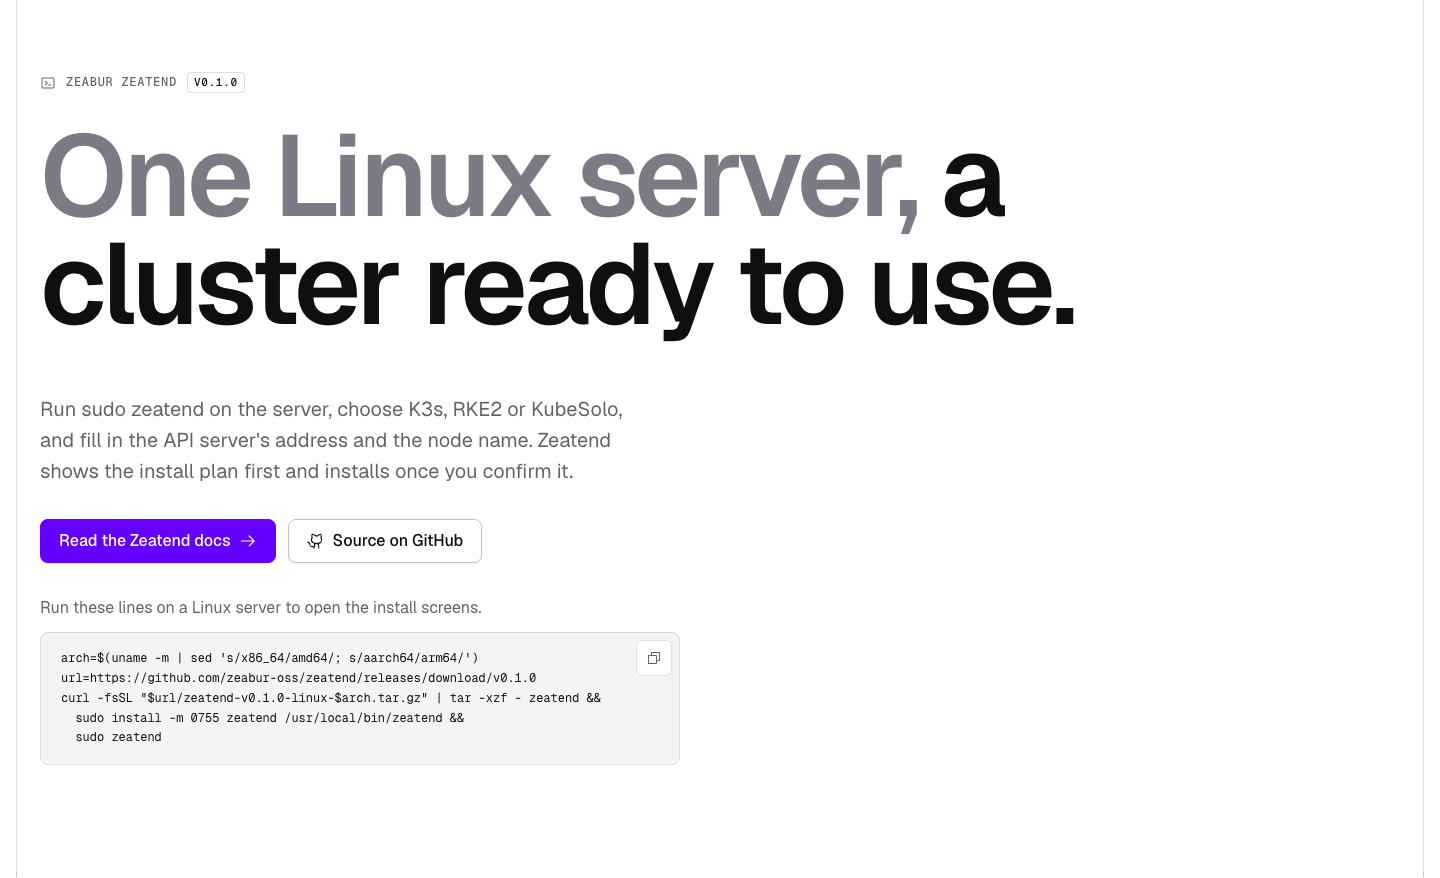 ZEABUR ZEATEND V0.1.0
One Linux server, a
cluster ready to use.
Run sudo zeatend on the server, choose K3s, RKE2 or KubeSolo,
and fill in the API server's address and the node name. Zeatend
shows the install plan first and installs once you confirm it.
Read the Zeatend docs → Source on GitHub
Run these lines on a Linux server to open the install screens.
arch=$(uname -m | sed 's/x86_64/amd64/; s/aarch64/arm64/')
url=https://github.com/zeabur-oss/zeatend/releases/download/v0.1.0
curl -fsSL "$url/zeatend-v0.1.0-linux-$arch.tar.gz" | tar -xzf - zeatend &&
  sudo install -m 0755 zeatend /usr/local/bin/zeatend &&
  sudo zeatend